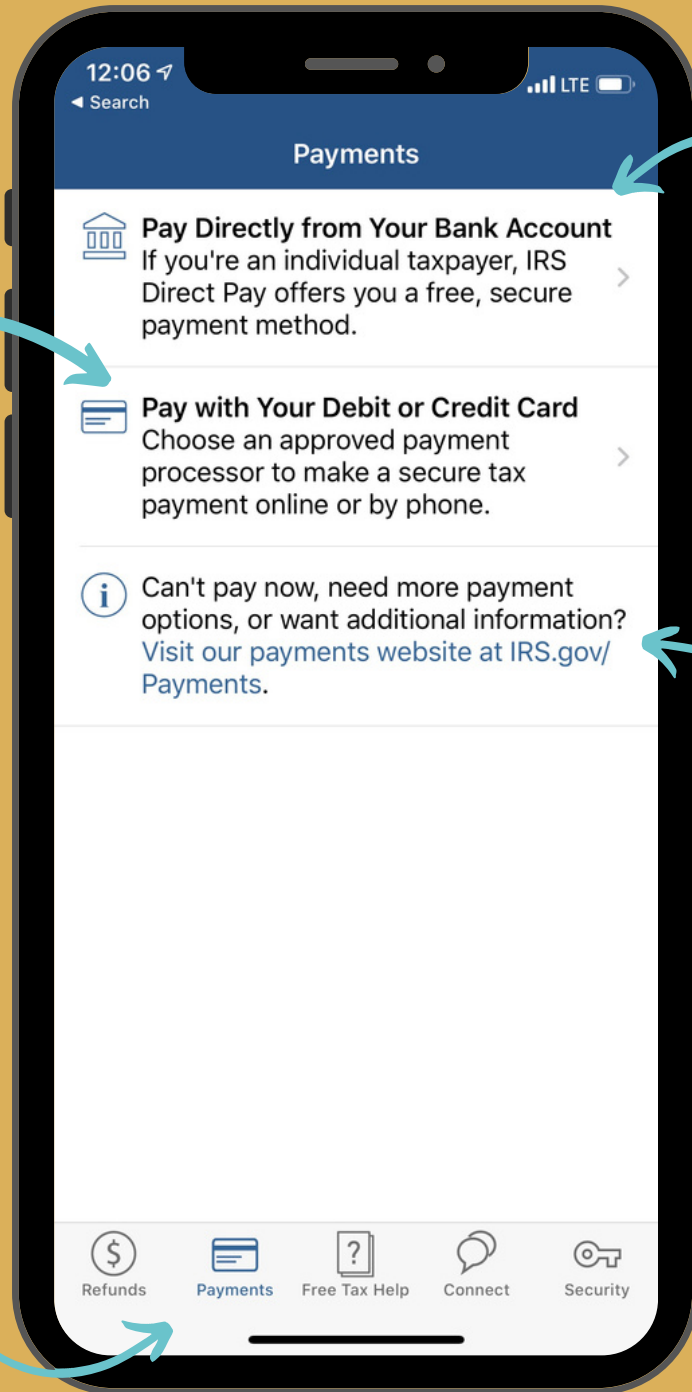 12:06
◀ Search
LTE
Payments
Pay Directly from Your Bank Account
If you're an individual taxpayer, IRS
Direct Pay offers you a free, secure
payment method.
Pay with Your Debit or Credit Card
Choose an approved payment
processor to make a secure tax
payment online or by phone.
i
Can't pay now, need more payment
options, or want additional information?
Visit our payments website at IRS.gov/
Payments.
$
?
Refunds
Payments
Free Tax Help
Connect
Security